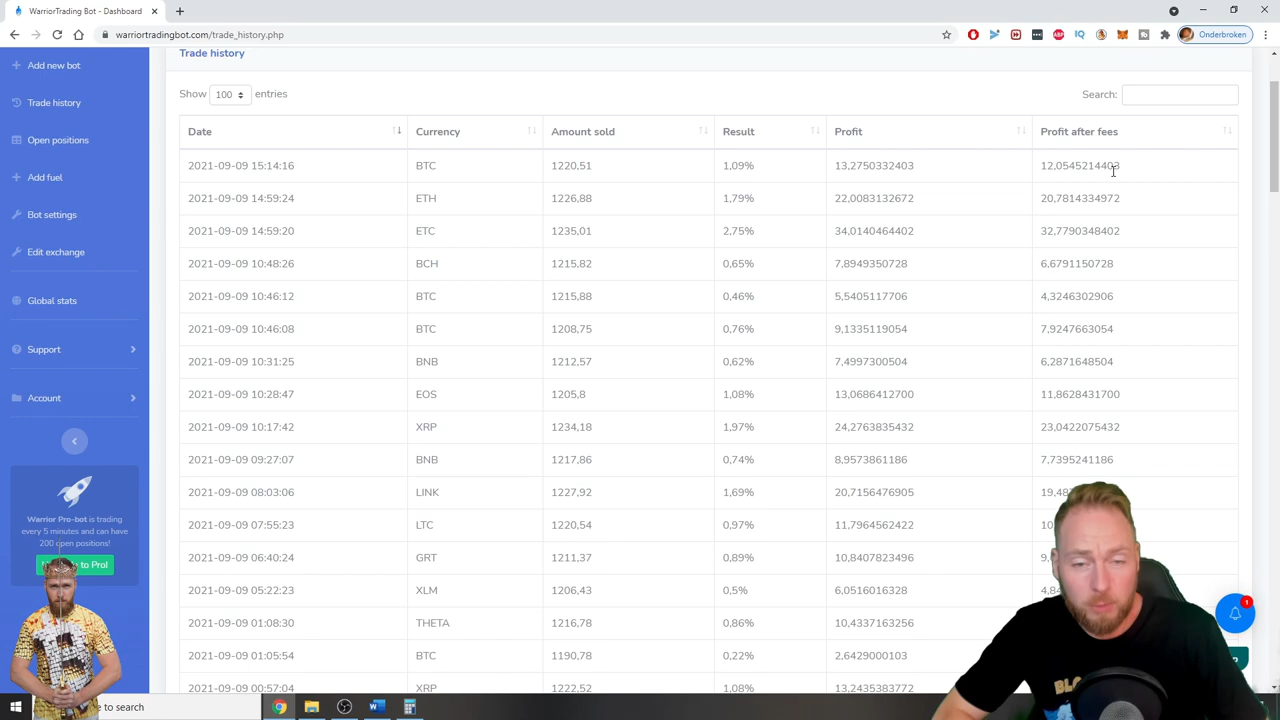 WarriorTrading Bot - Dashboard
warriortradingbot.com/trade_history.php
ABP
IQ
Onderbroken
Add new bot
Trade history
Open positions
Add fuel
Bot settings
Edit exchange
Global stats
Support
Account
Warrior Pro-bot is trading
every 5 minutes and can have
200 open positions!
to Pro!
Trade history
Show 100 entries
Search:
Date Currency Amount sold Result Profit Profit after fees
2021-09-09 15:14:16 BTC 1220,51 1,09% 13,2750332403 12,0545214403
2021-09-09 14:59:24 ETH 1226,88 1,79% 22,0083132672 20,7814334972
2021-09-09 14:59:20 ETC 1235,01 2,75% 34,0140464402 32,7790348402
2021-09-09 10:48:26 BCH 1215,82 0,65% 7,8949350728 6,6791150728
2021-09-09 10:46:12 BTC 1215,88 0,46% 5,5405117706 4,3246302906
2021-09-09 10:46:08 BTC 1208,75 0,76% 9,1335119054 7,9247663054
2021-09-09 10:31:25 BNB 1212,57 0,62% 7,4997300504 6,2871648504
2021-09-09 10:28:47 EOS 1205,8 1,08% 13,0686412700 11,8628431700
2021-09-09 10:17:42 XRP 1234,18 1,97% 24,2763835432 23,0422075432
2021-09-09 09:27:07 BNB 1217,86 0,74% 8,9573861186 7,7395241186
2021-09-09 08:03:06 LINK 1227,92 1,69% 20,7156476905
2021-09-09 07:55:23 LTC 1220,54 0,97% 11,7964562422
2021-09-09 06:40:24 GRT 1211,37 0,89% 10,8407823496
2021-09-09 05:22:23 XLM 1206,43 0,5% 6,0516016328
2021-09-09 01:08:30 THETA 1216,78 0,86% 10,4337163256
2021-09-09 01:05:54 BTC 1190,78 0,22% 2,6429000103
2021-09-09 00:57:04 XRP 1222,52 1,08% 13,2435383772
1
BLO
e to search